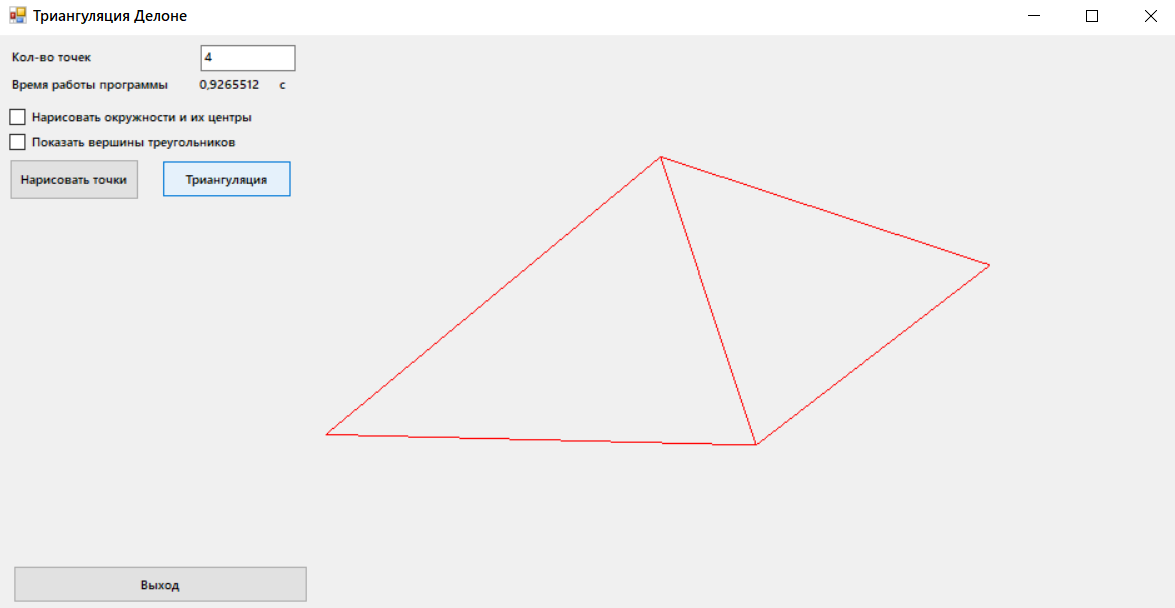 Триангуляция Делоне
Кол-во точек 4
Время работы программы 0,9265512 с
Нарисовать окружности и их центры
Показать вершины треугольников
Нарисовать точки Триангуляция
Выход